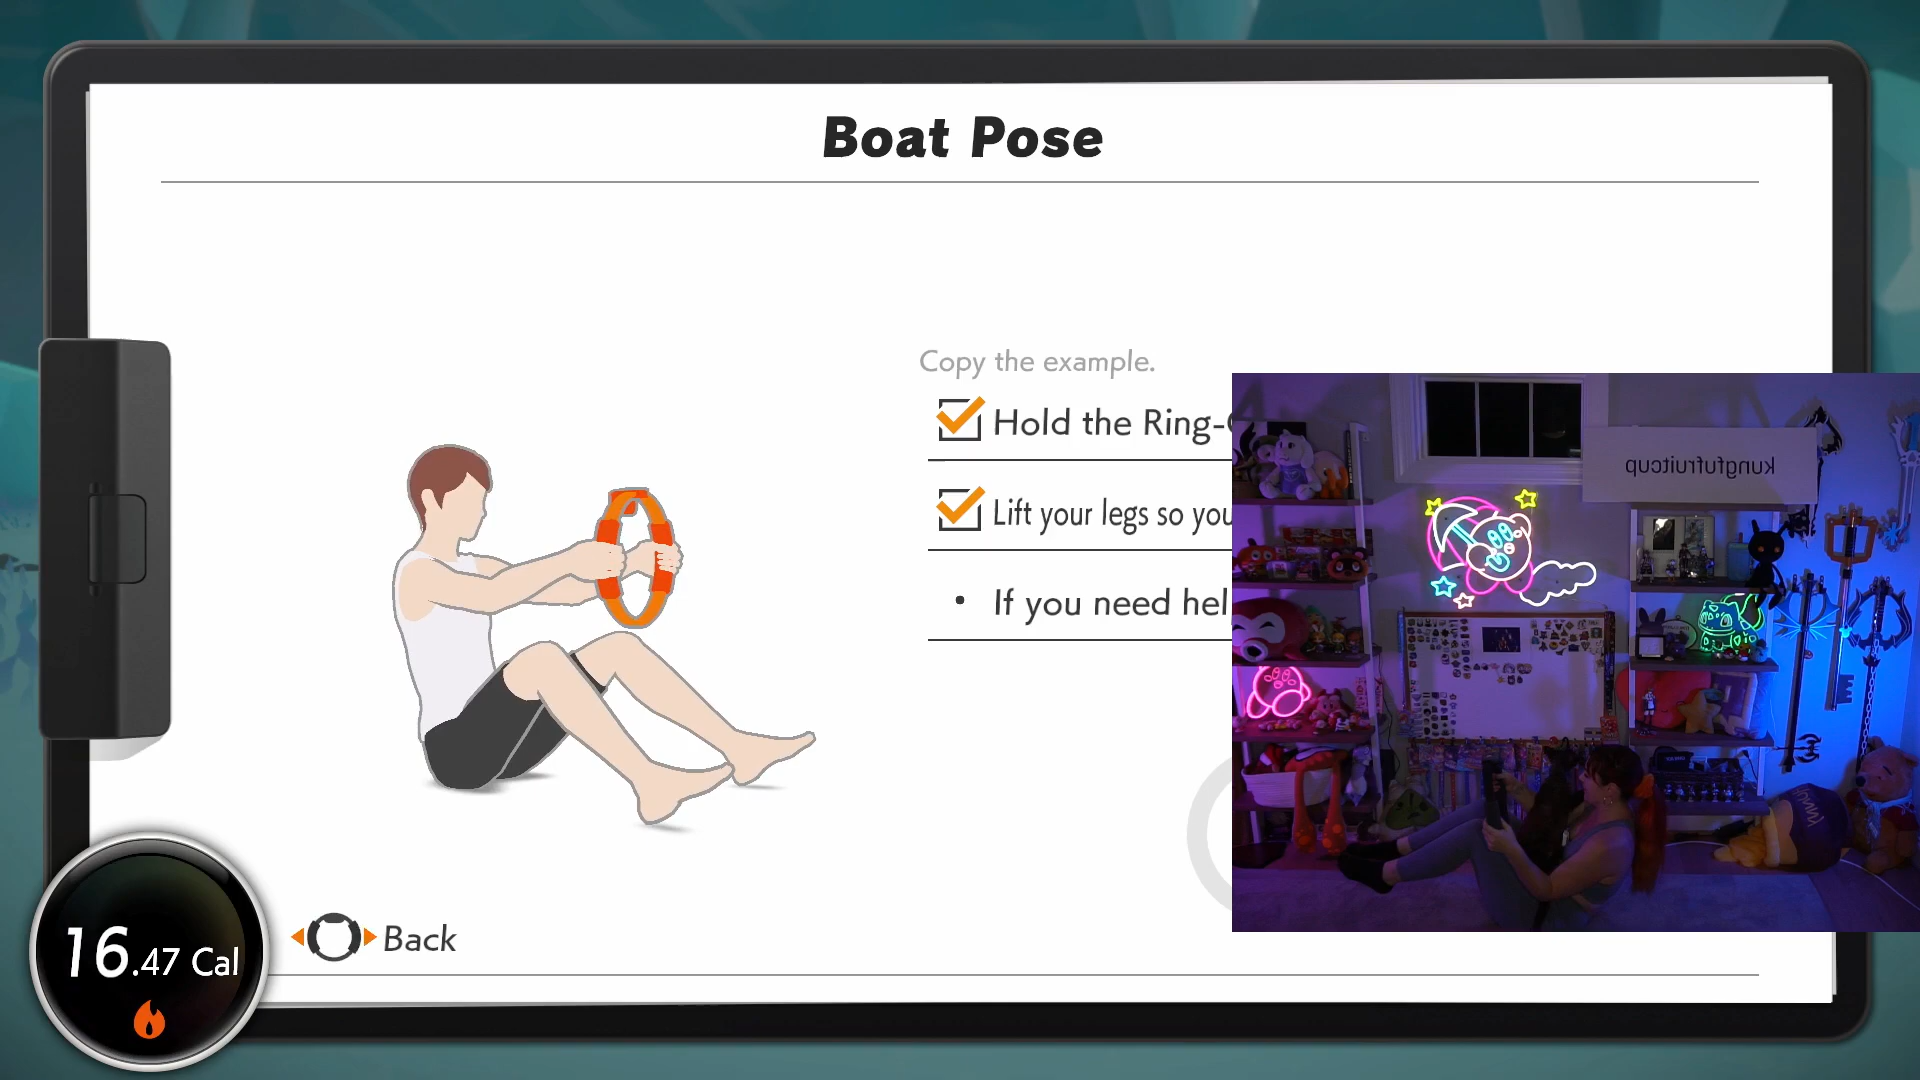 Boat Pose
Copy the example.
Hold the Ring-
Lift your legs so you
• If you need hel
kungfufruitcup
16.47 Cal
Back